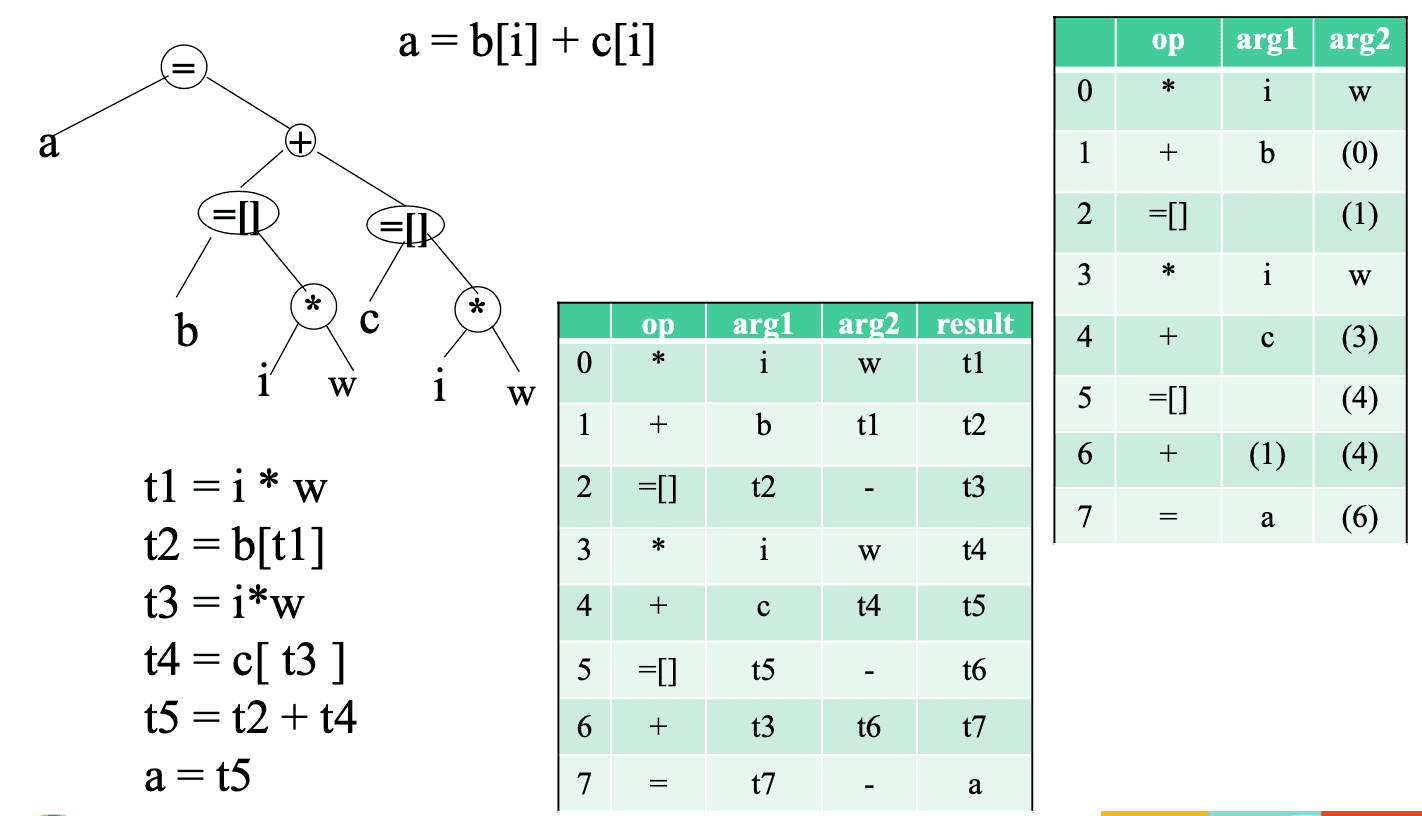 a = b[i] + c[i]
=
a
+
=[]
=[]
b
*
c
*
i
w
i
w
t1 = i * w
t2 = b[t1]
t3 = i*w
t4 = c[ t3 ]
t5 = t2 + t4
a = t5
op arg1 arg2 result
0 * i w t1
1 + b t1 t2
2 =[] t2 - t3
3 * i w t4
4 + c t4 t5
5 =[] t5 - t6
6 + t3 t6 t7
7 = t7 - a
op arg1 arg2
0 * i w
1 + b (0)
2 =[] (1)
3 * i w
4 + c (3)
5 =[] (4)
6 + (1) (4)
7 = a (6)